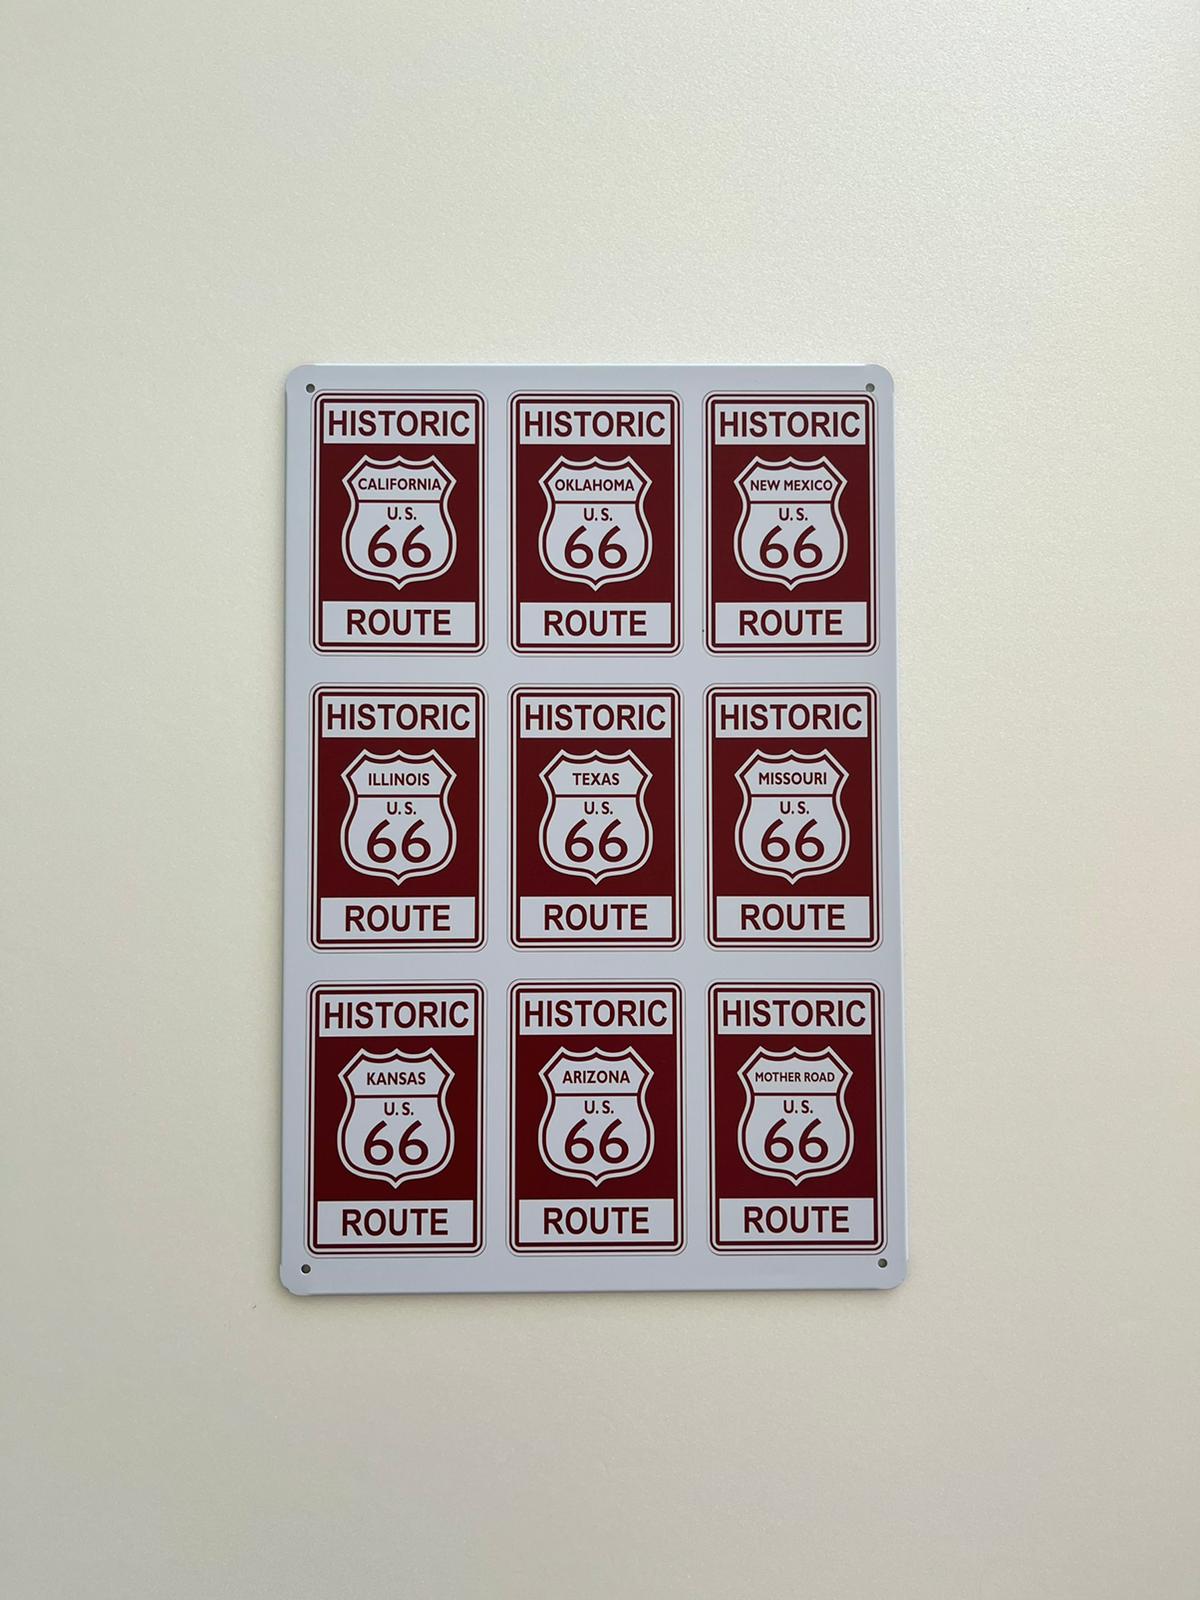 HISTORIC
CALIFORNIA
U.S.
66
ROUTE
HISTORIC
OKLAHOMA
U.S.
66
ROUTE
HISTORIC
NEW MEXICO
U.S.
66
ROUTE
HISTORIC
ILLINOIS
U.S.
66
ROUTE
HISTORIC
TEXAS
U.S.
66
ROUTE
HISTORIC
MISSOURI
U.S.
66
ROUTE
HISTORIC
KANSAS
U.S.
66
ROUTE
HISTORIC
ARIZONA
U.S.
66
ROUTE
HISTORIC
MOTHER ROAD
U.S.
66
ROUTE